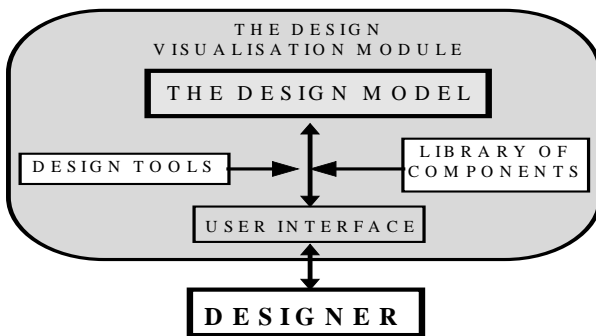 THE DESIGN
VISUALISATION MODULE
THE DESIGN MODEL
DESIGN TOOLS
LIBRARY OF
COMPONENTS
USER INTERFACE
DESIGNER